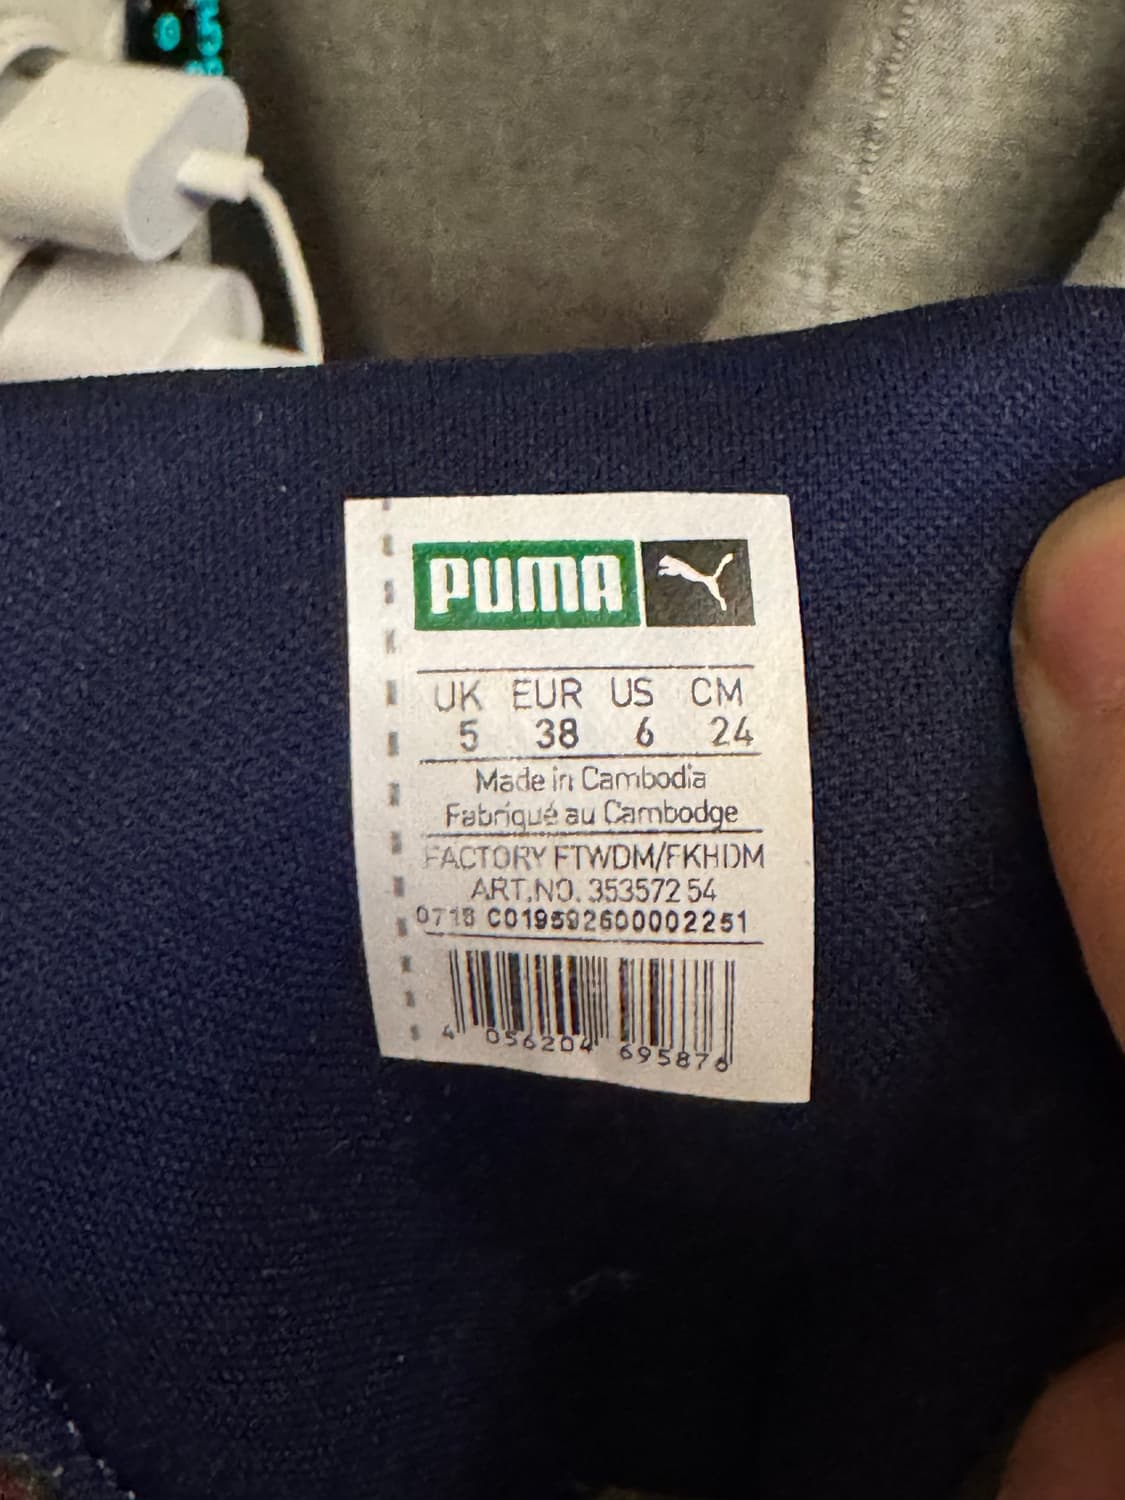 PUMA
UK EUR US CM
5 38 6 24
Made in Cambodia
Fabriqué au Cambodge
FACTORY FTWDM/FKHDM
ART.NO. 353572 54
0718 C019592600002251
4 056204 695876